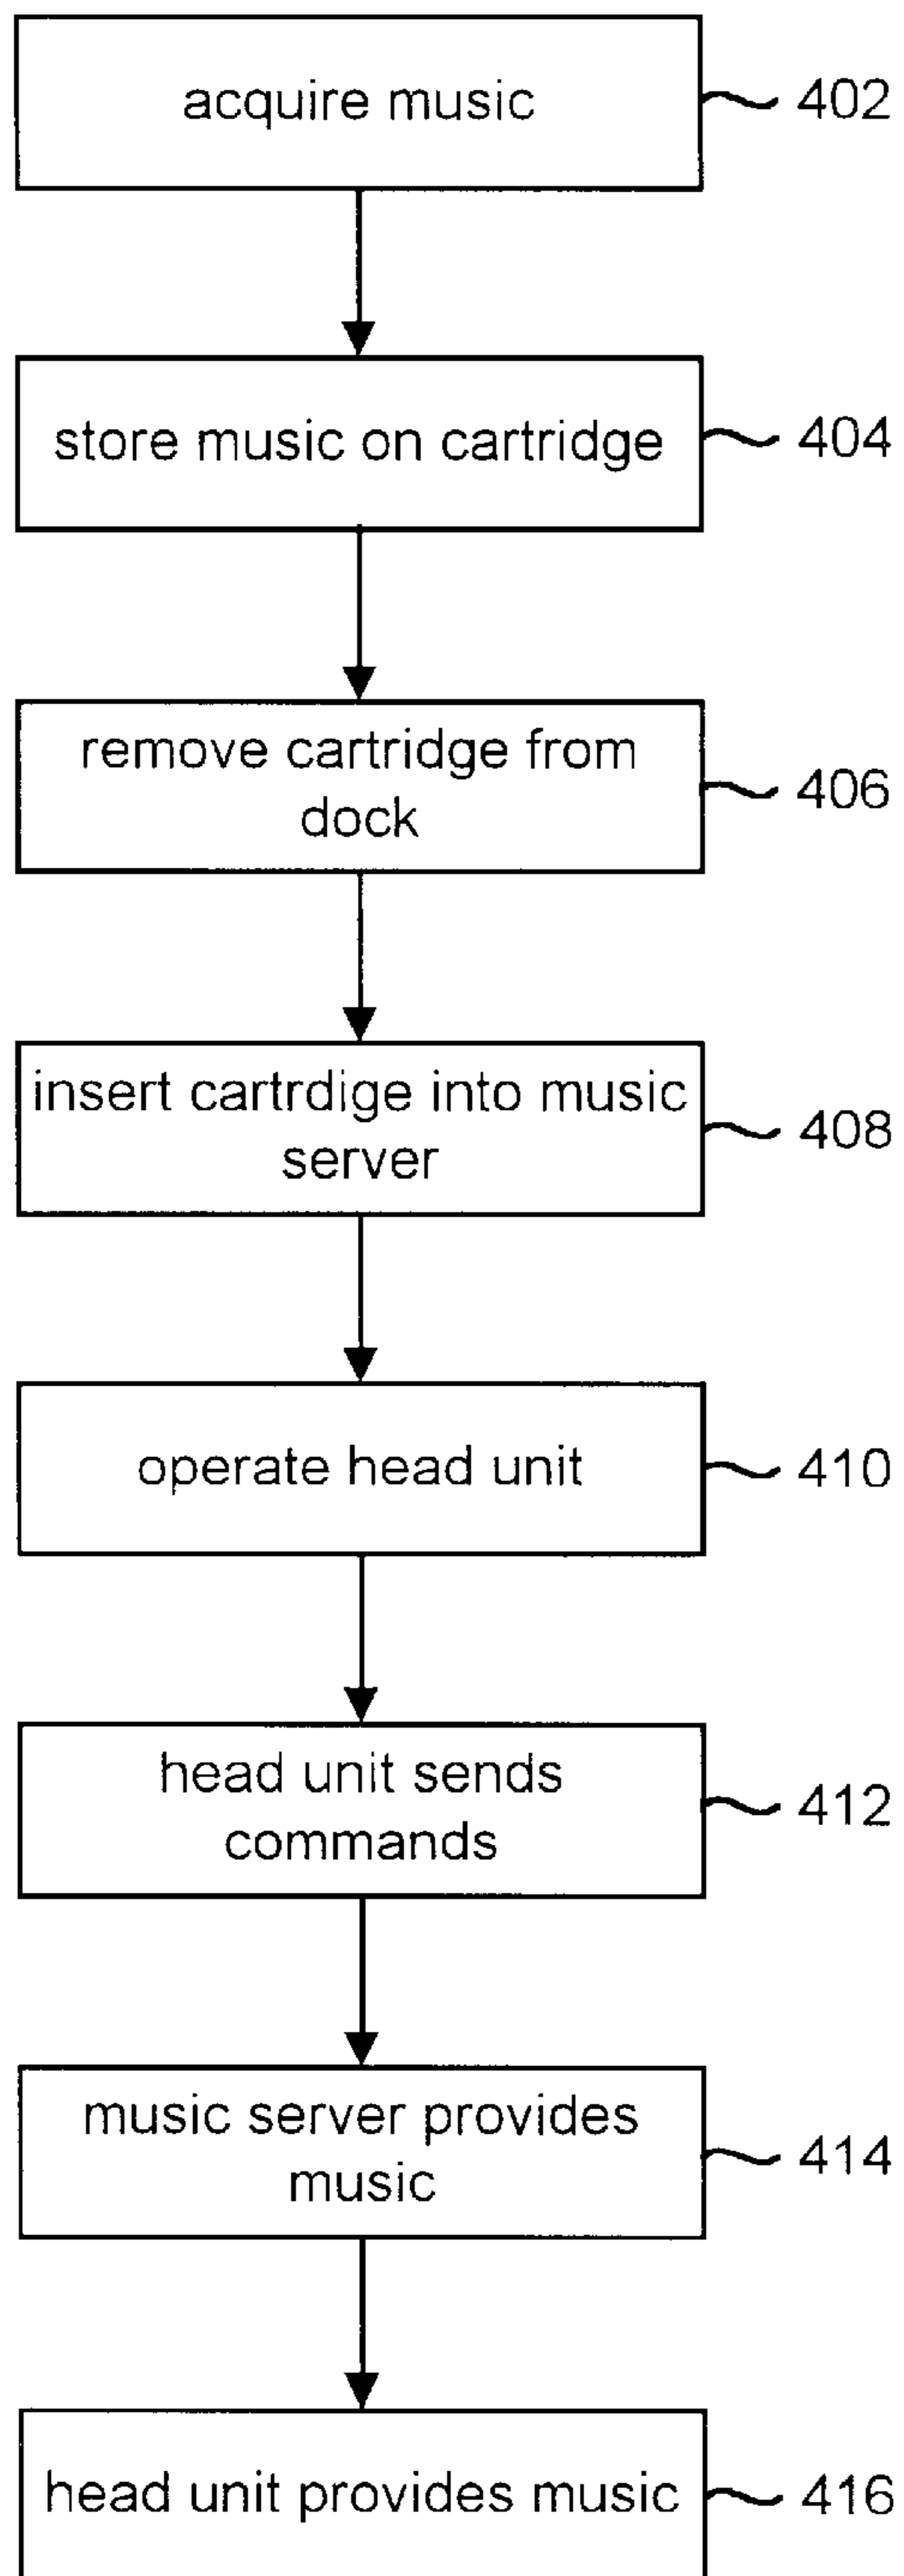 acquire music 402
store music on cartridge 404
remove cartridge from
dock
406
insert cartrdige into music
server
408
operate head unit 410
head unit sends
commands
412
music server provides
music
414
head unit provides music 416